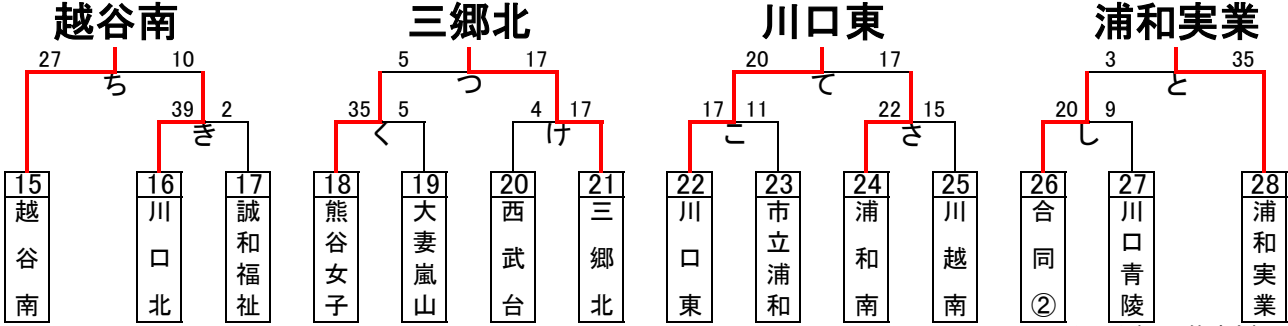 越谷南 三郷北 川口東 浦和実業
27 10 5 17 20 17 3 35
ち つ て と
39 2 35 5 4 17 17 11 22 15 20 9
き く け こ さ し
15 16 17 18 19 20 21 22 23 24 25 26 27 28
越谷南
川口北
誠和福祉
熊谷女子
大妻嵐山
西武台
三郷北
川口東
市立浦和
浦和南
川越南
合同②
川口青陵
浦和実業